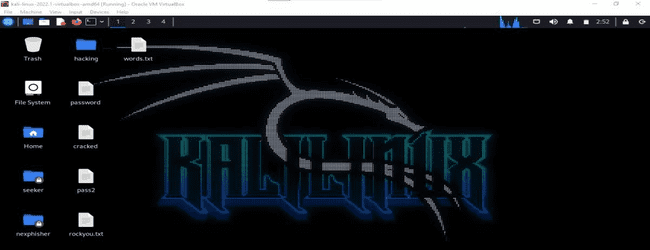 kali-linux-2022.1-virtualbox-amd64 [Running] - Oracle VM VirtualBox
File Machine View Input Devices Help
1 2 3 4 2:52
Trash hacking words.txt
File System password
Home cracked
seeker pass2
nexphisher rockyou.txt
KALI LINUX